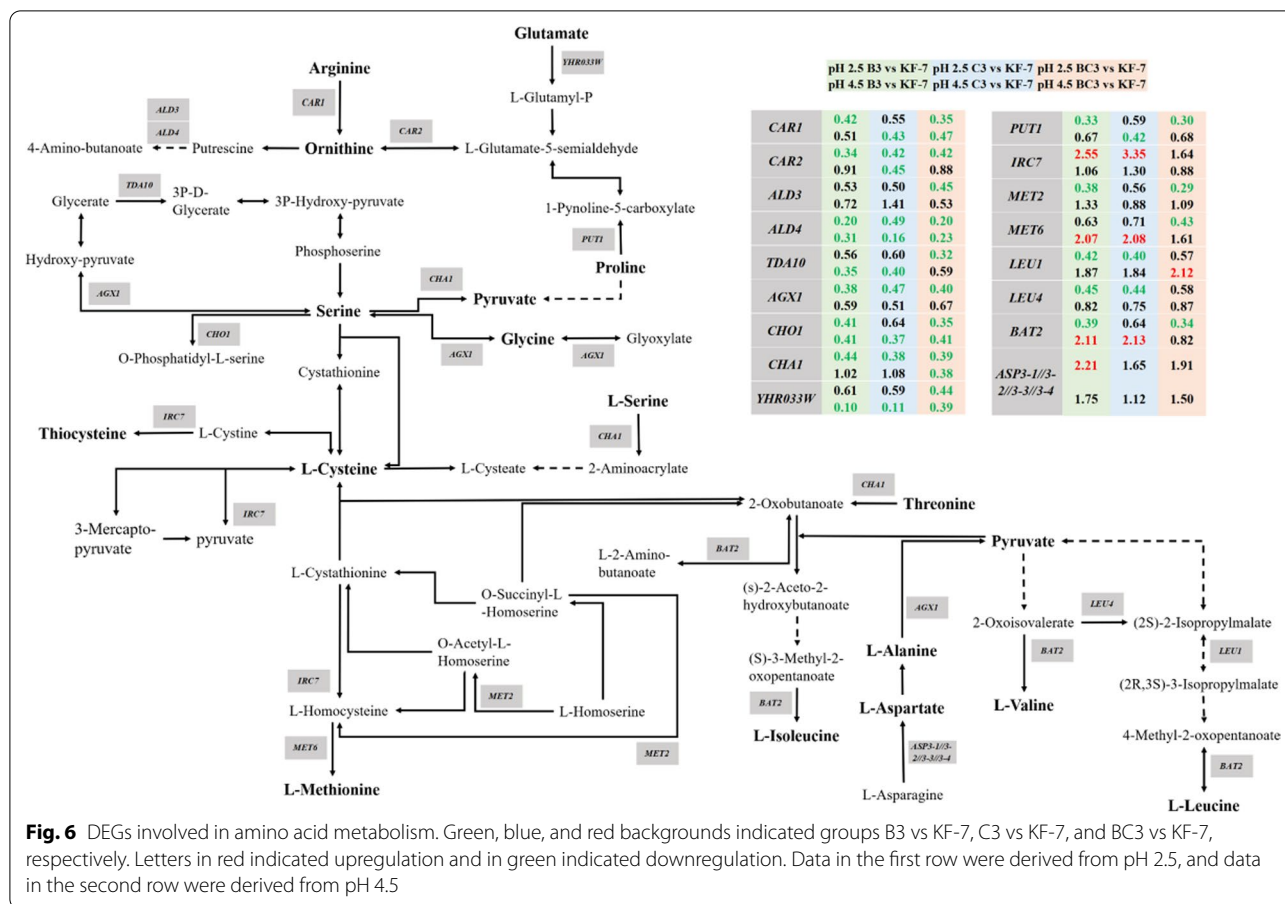 Glutamate
YHR033W
Arginine
CAR1
L-Glutamyl-P
ALD3
ALD4
CAR2
4-Amino-butanoate
Putrescine
Ornithine
L-Glutamate-5-semialdehyde
TDA10
Glycerate
3P-D-
Glycerate
3P-Hydroxy-pyruvate
1-Pynoline-5-carboxylate
Phosphoserine
PUT1
Hydroxy-pyruvate
Proline
CHA1
AGX1
Serine
Pyruvate
CHO1
AGX1
Glycine
AGX1
Glyoxylate
O-Phosphatidyl-L-serine
Cystathionine
L-Serine
IRC7
CHA1
Thiocysteine
L-Cystine
L-Cysteine
L-Cysteate
2-Aminoacrylate
IRC7
3-Mercapto-
pyruvate
pyruvate
2-Oxobutanoate
CHA1
Threonine
L-2-Amino-
butanoate
BAT2
Pyruvate
L-Cystathionine
O-Succinyl-L
-Homoserine
(s)-2-Aceto-2-
hydroxybutanoate
AGX1
2-Oxoisovalerate
LEU4
(2S)-2-Isopropylmalate
O-Acetyl-L-
Homoserine
(S)-3-Methyl-2-
oxopentanoate
L-Alanine
BAT2
LEU1
IRC7
MET2
(2R,3S)-3-Isopropylmalate
L-Homocysteine
L-Homoserine
BAT2
L-Aspartate
L-Valine
MET6
MET2
L-Isoleucine
4-Methyl-2-oxopentanoate
ASP3-1//3-
2//3-3//3-4
BAT2
L-Methionine
L-Asparagine
L-Leucine
pH 2.5 B3 vs KF-7 pH 2.5 C3 vs KF-7 pH 2.5 BC3 vs KF-7
pH 4.5 B3 vs KF-7 pH 4.5 C3 vs KF-7 pH 4.5 BC3 vs KF-7
CAR1 0.42 0.55 0.35
0.51 0.43 0.47
CAR2 0.34 0.42 0.42
0.91 0.45 0.88
ALD3 0.53 0.50 0.45
0.72 1.41 0.53
ALD4 0.20 0.49 0.20
0.31 0.16 0.23
TDA10 0.56 0.60 0.32
0.35 0.40 0.59
AGX1 0.38 0.47 0.40
0.59 0.51 0.67
CHO1 0.41 0.64 0.35
0.41 0.37 0.41
CHA1 0.44 0.38 0.39
1.02 1.08 0.38
YHR033W 0.61 0.59 0.44
0.10 0.11 0.39
PUT1 0.33 0.59 0.30
0.67 0.42 0.68
IRC7 2.55 3.35 1.64
1.06 1.30 0.88
MET2 0.38 0.56 0.29
1.33 0.88 1.09
MET6 0.63 0.71 0.43
2.07 2.08 1.61
LEU1 0.42 0.40 0.57
1.87 1.84 2.12
LEU4 0.45 0.44 0.58
0.82 0.75 0.87
BAT2 0.39 0.64 0.34
2.11 2.13 0.82
ASP3-1//3- 2.21 1.65 1.91
2//3-3//3-4 1.75 1.12 1.50
Fig. 6 DEGs involved in amino acid metabolism. Green, blue, and red backgrounds indicated groups B3 vs KF-7, C3 vs KF-7, and BC3 vs KF-7,
respectively. Letters in red indicated upregulation and in green indicated downregulation. Data in the first row were derived from pH 2.5, and data
in the second row were derived from pH 4.5